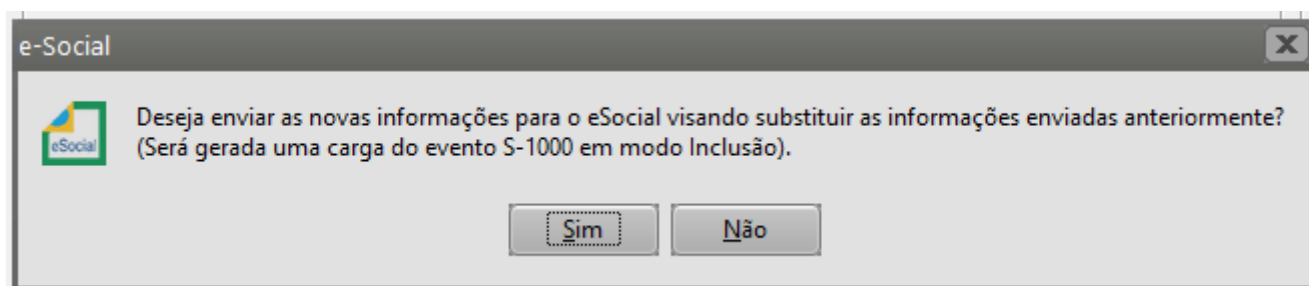 e-Social
Deseja enviar as novas informações para o eSocial visando substituir as informações enviadas anteriormente?
(Será gerada uma carga do evento S-1000 em modo Inclusão).
eSocial
Sim
Não